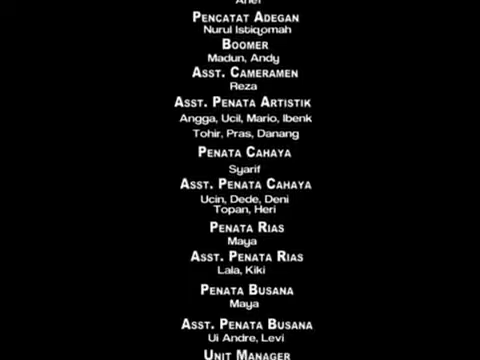 Arief
PENCATAT ADEGAN
Nurul Istiqomah
BOOMER
Madun, Andy
ASST. CAMERAMEN
Reza
ASST. PENATA ARTISTIK
Angga, Ucil, Mario, Ibenk
Tohir, Pras, Danang
PENATA CAHAYA
Syarif
ASST. PENATA CAHAYA
Ucin, Dede, Deni
Topan, Heri
PENATA RIAS
Maya
ASST. PENATA RIAS
Lala, Kiki
PENATA BUSANA
Maya
ASST. PENATA BUSANA
Ui Andre, Levi
UNIT MANAGER